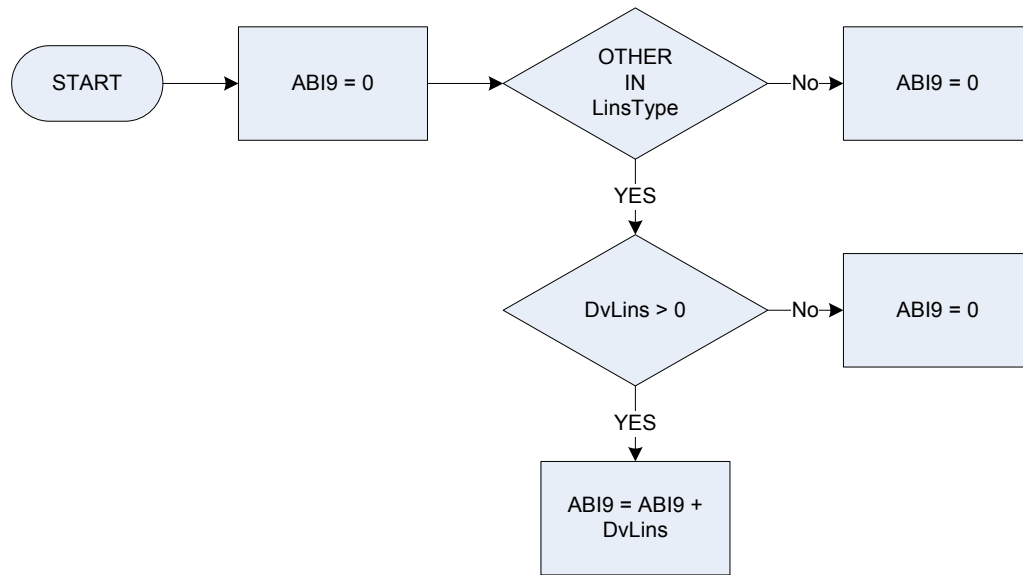 START
ABI9 = 0
OTHER
IN
LinsType
No
ABI9 = 0
YES
DvLins > 0
No
ABI9 = 0
YES
ABI9 = ABI9 +
DvLins